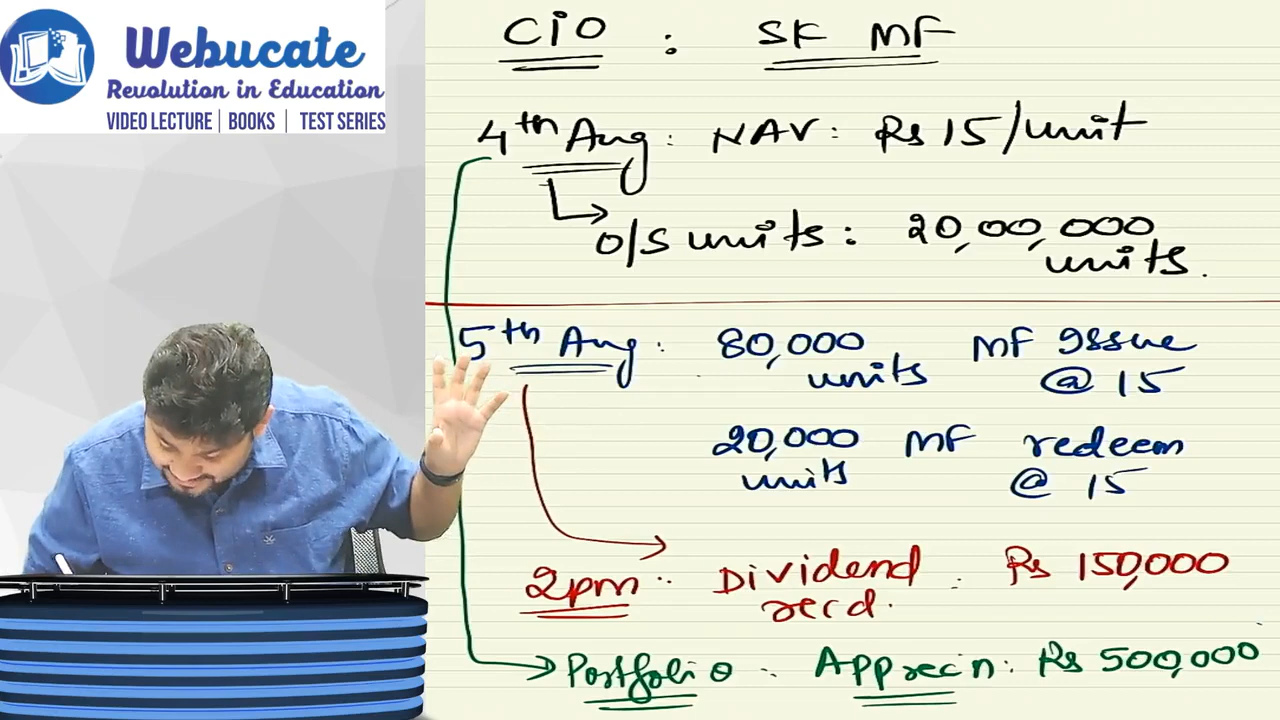 Webucate
Revolution in Education
VIDEO LECTURE | BOOKS | TEST SERIES
CiO : SK MF
4th Aug : NAV : Rs 15/unit
O/S units : 20,00,000 units.
5th Aug : 80,000 units MF Issue @ 15
20,000 units MF redeem @ 15
2pm : Dividend recd. : Rs 150,000
Portfolio : Apprecn : Rs 500,000